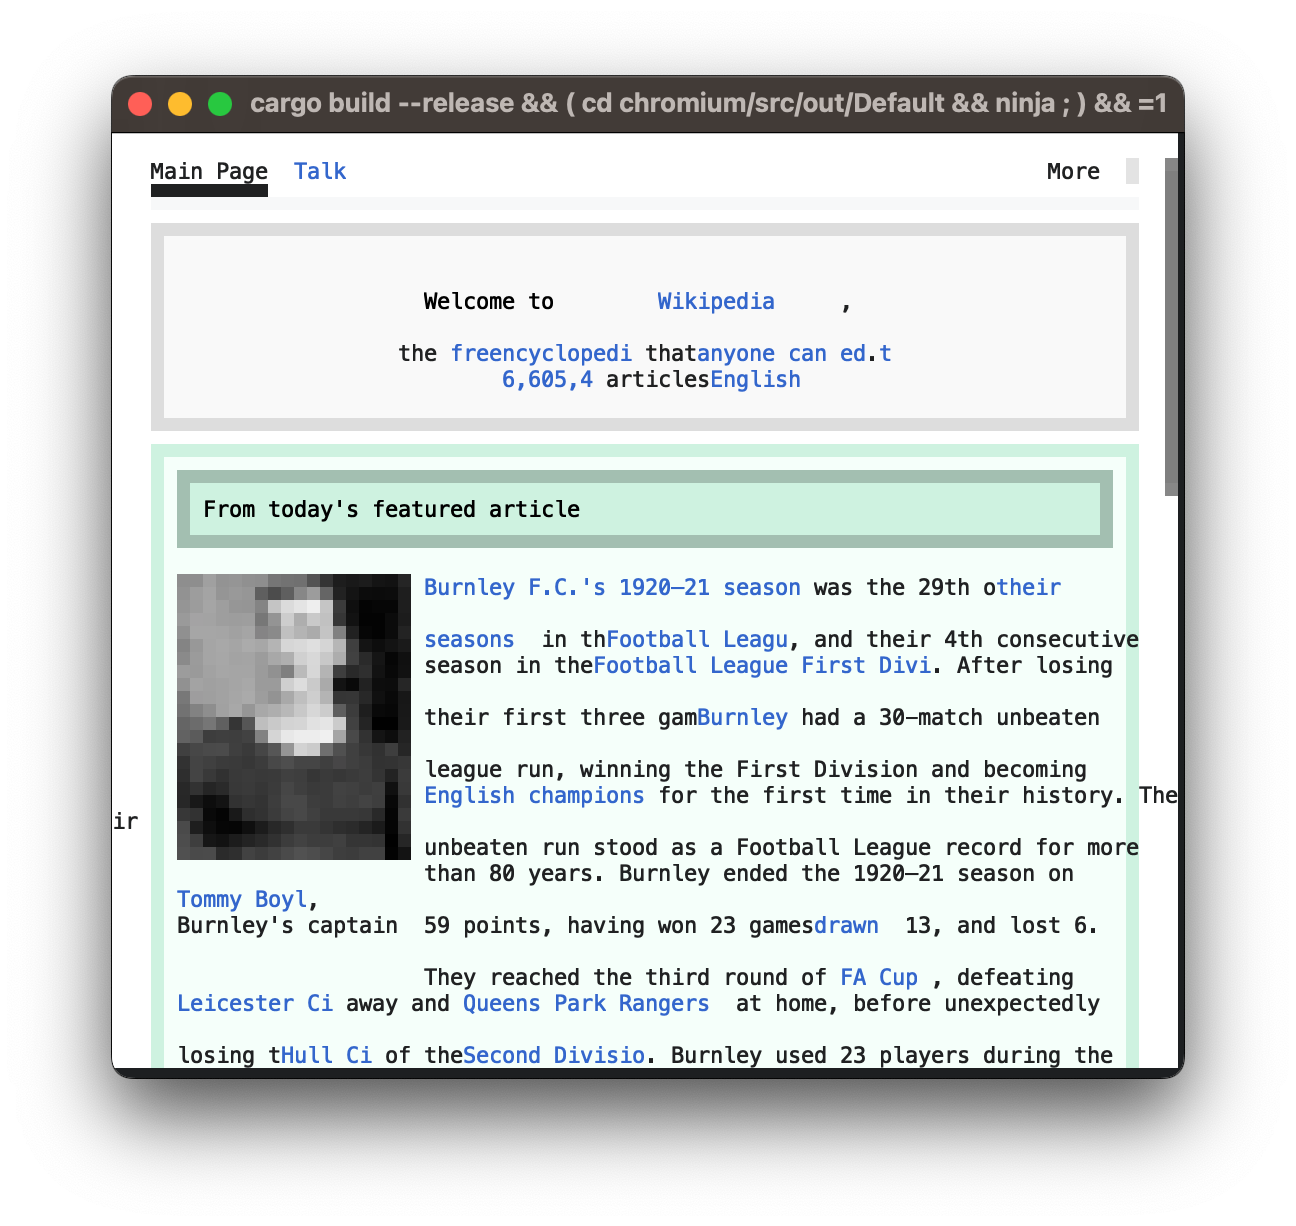 cargo build --release && ( cd chromium/src/out/Default && ninja ; ) && =1
Main Page Talk More
Welcome to Wikipedia ,
the freencyclopedi thatanyone can ed.t
6,605,4 articlesEnglish
From today's featured article
Burnley F.C.'s 1920–21 season was the 29th otheir
seasons in thFootball Leagu, and their 4th consecutive
season in theFootball League First Divi. After losing
their first three gamBurnley had a 30–match unbeaten
league run, winning the First Division and becoming
English champions for the first time in their history. The
ir
unbeaten run stood as a Football League record for more
than 80 years. Burnley ended the 1920–21 season on
Tommy Boyl,
Burnley's captain 59 points, having won 23 gamesdrawn 13, and lost 6.
They reached the third round of FA Cup , defeating
Leicester Ci away and Queens Park Rangers at home, before unexpectedly
losing tHull Ci of theSecond Divisio. Burnley used 23 players during the